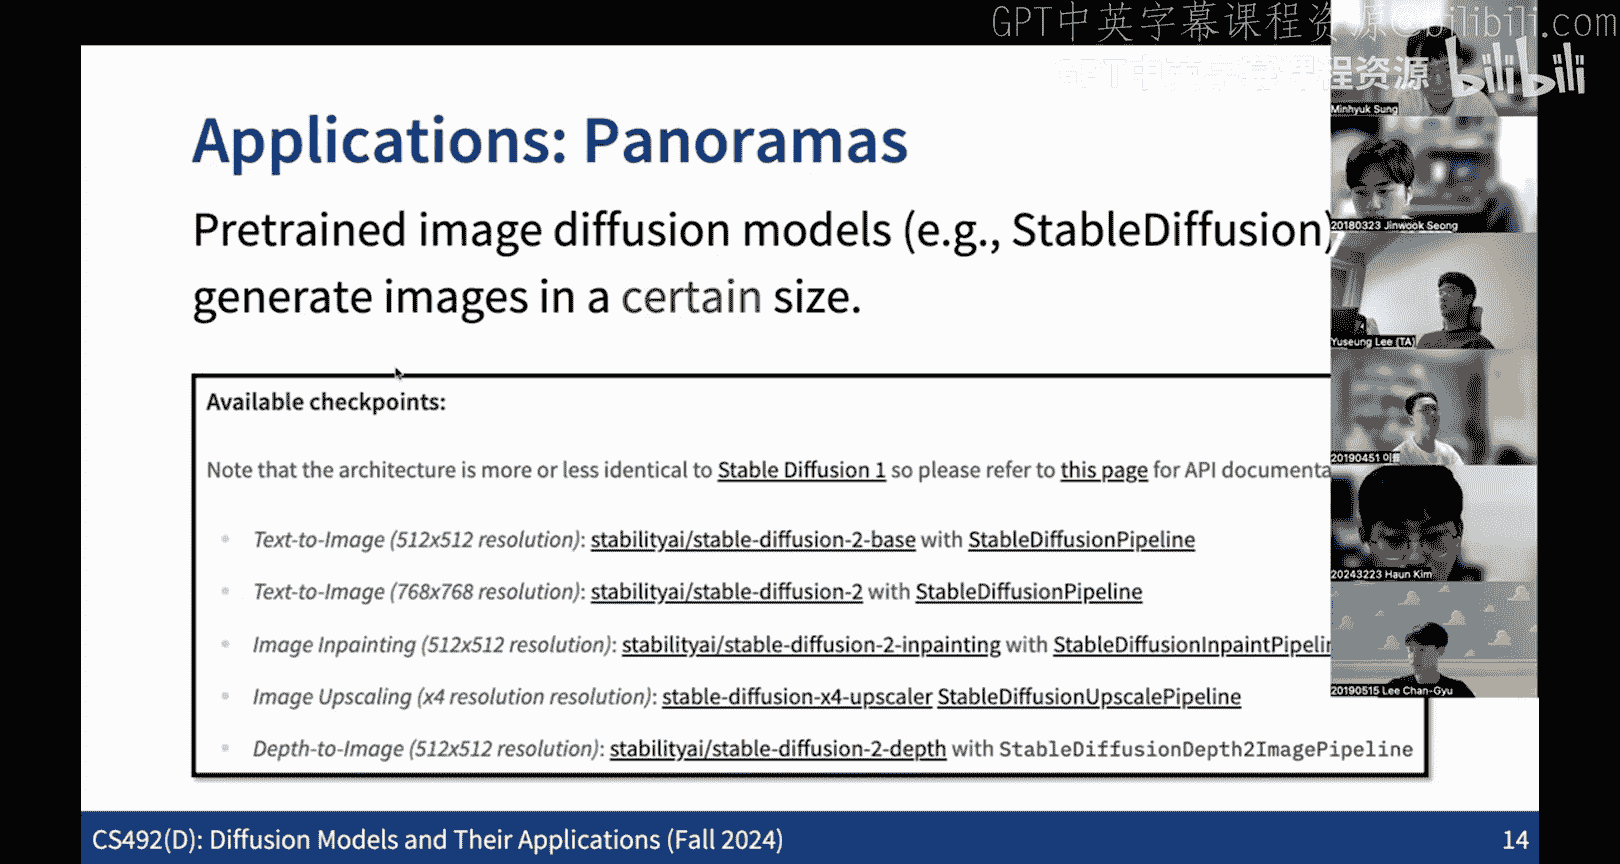 GPT中英字幕课程资源@bilibili.com
GPT中英字幕课程资源 bilibili
Applications: Panoramas
Pretrained image diffusion models (e.g., StableDiffusion)
generate images in a certain size.
Available checkpoints:
Note that the architecture is more or less identical to Stable Diffusion 1 so please refer to this page for API documenta
Text-to-Image (512x512 resolution): stabilityai/stable-diffusion-2-base with StableDiffusionPipeline
Text-to-Image (768x768 resolution): stabilityai/stable-diffusion-2 with StableDiffusionPipeline
Image Inpainting (512x512 resolution): stabilityai/stable-diffusion-2-inpainting with StableDiffusionInpaintPipelin
Image Upscaling (x4 resolution resolution): stable-diffusion-x4-upscaler StableDiffusionUpscalePipeline
Depth-to-Image (512x512 resolution): stabilityai/stable-diffusion-2-depth with StableDiffusionDepth2ImagePipeline
CS492(D): Diffusion Models and Their Applications (Fall 2024)
14
Minhyuk Sung
20180323 Jinwook Seong
Yuseung Lee (TA)
20190451
20243223 Haun Kim
20190515 Lee Chan-Gyu